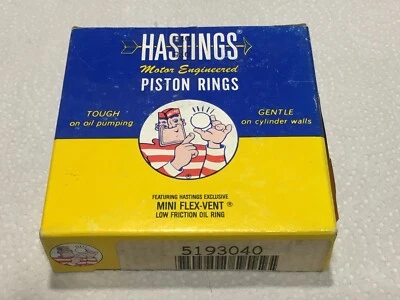 HASTINGS®
Motor Engineered
PISTON RINGS
TOUGH
on oil pumping
GENTLE
on cylinder walls
FEATURING HASTINGS EXCLUSIVE
MINI FLEX-VENT®
LOW FRICTION OIL RING
5193040